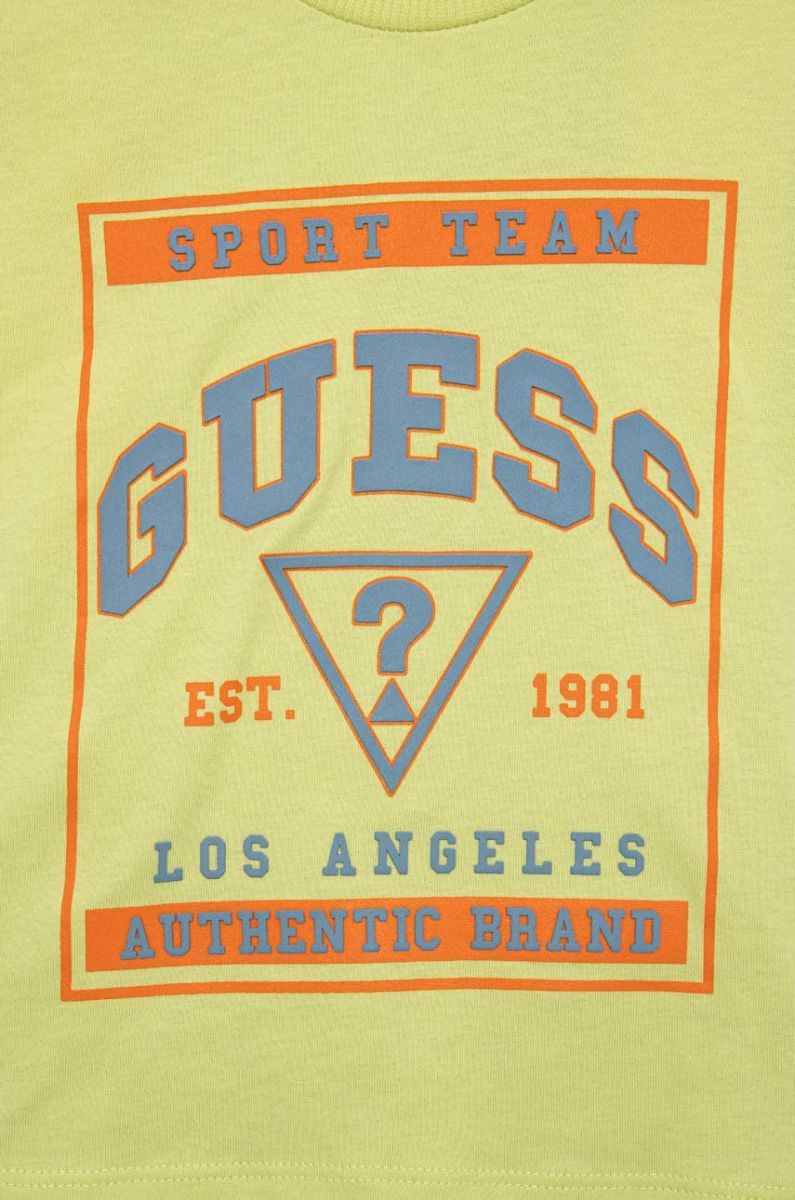 SPORT TEAM
GUESS
?
EST. 1981
LOS ANGELES
AUTHENTIC BRAND